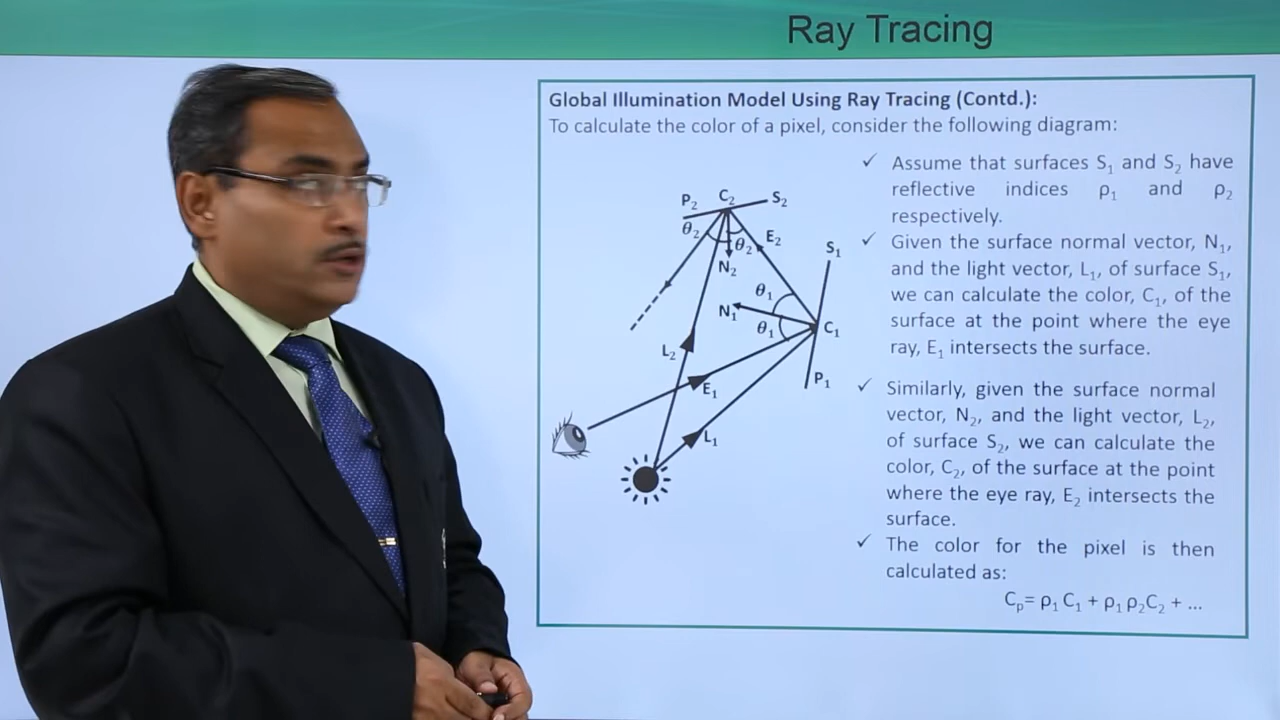 Ray Tracing
Global Illumination Model Using Ray Tracing (Contd.):
To calculate the color of a pixel, consider the following diagram:
P₂ C₂ S₂
θ₂ θ₂ E₂
N₂
S₁
θ₁
N₁
θ₁
C₁
L₂
E₁
P₁
L₁
✓ Assume that surfaces S₁ and S₂ have
reflective indices ρ₁ and ρ₂
respectively.
✓ Given the surface normal vector, N₁,
and the light vector, L₁, of surface S₁,
we can calculate the color, C₁, of the
surface at the point where the eye
ray, E₁ intersects the surface.
✓ Similarly, given the surface normal
vector, N₂, and the light vector, L₂,
of surface S₂, we can calculate the
color, C₂, of the surface at the point
where the eye ray, E₂ intersects the
surface.
✓ The color for the pixel is then
calculated as:
Cₚ= ρ₁ C₁ + ρ₁ ρ₂C₂ + ...